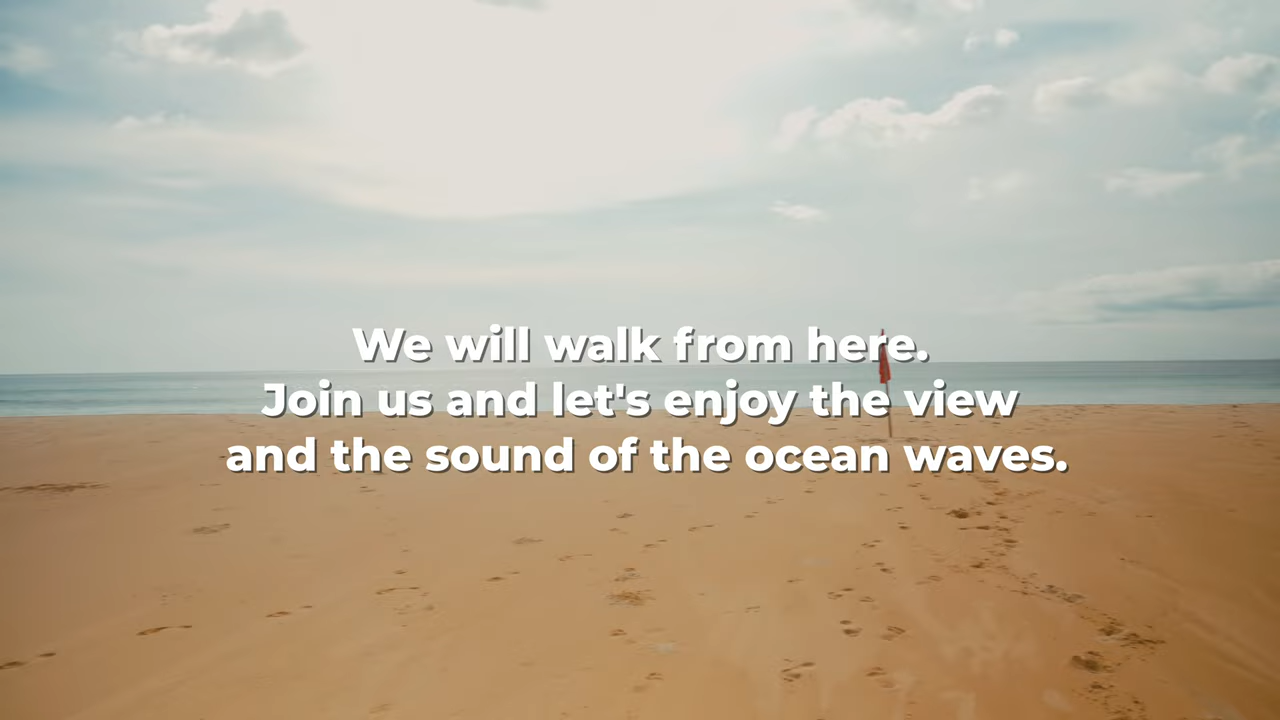 We will walk from here.
Join us and let's enjoy the view
and the sound of the ocean waves.